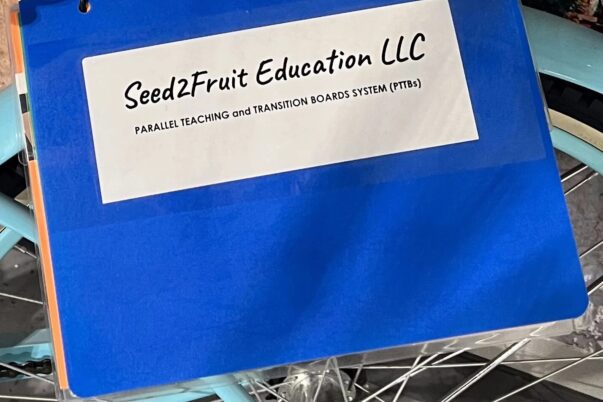 Seed2Fruit Education LLC
PARALLEL TEACHING and TRANSITION BOARDS SYSTEM (PTTBs)